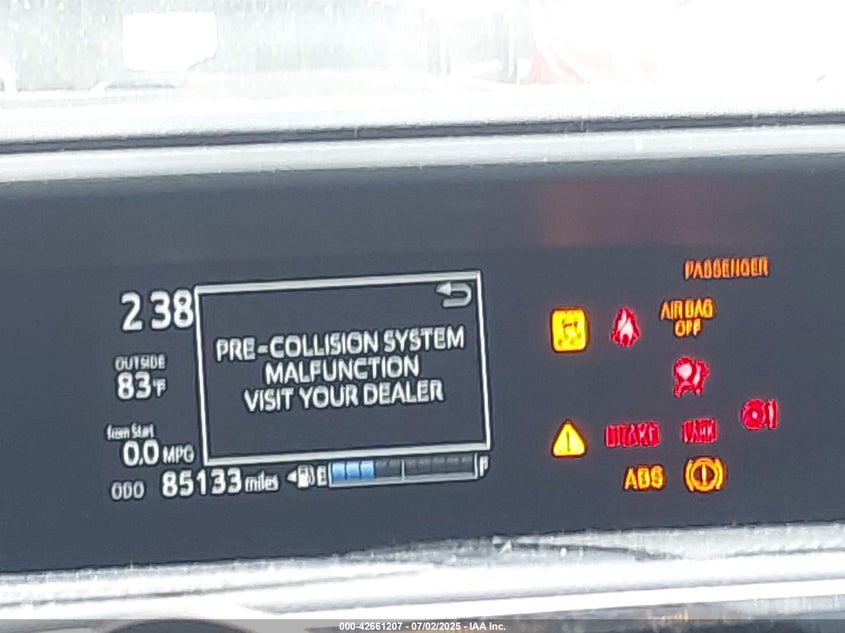 2 38
PRE-COLLISION SYSTEM
MALFUNCTION
VISIT YOUR DEALER
OUTSIDE
83°F
From Start
0.0 MPG
ODO 85133 miles
E
F
PASSENGER
AIR BAG
OFF
BRAKE
PARK
ABS
000-42661207 - 07/02/2025 - IAA Inc.